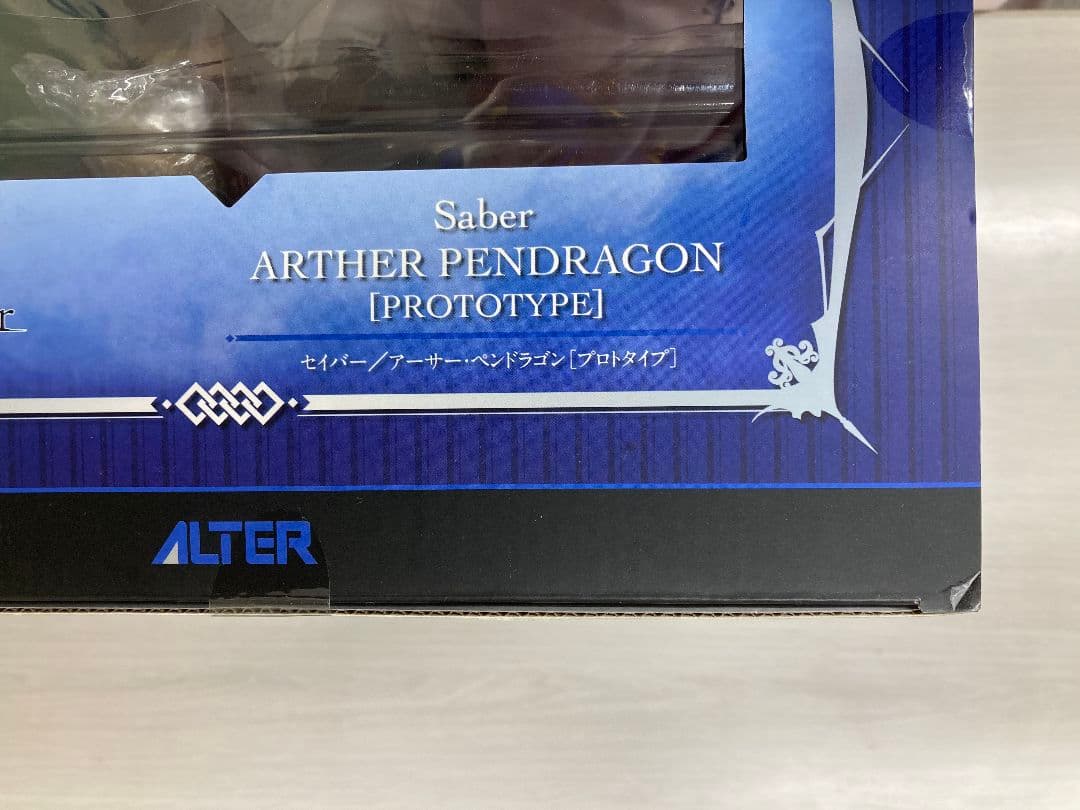 Saber
ARTHER PENDRAGON
[PROTOTYPE]
r
セイバー／アーサー・ペンドラゴン［プロトタイプ］
ALTER